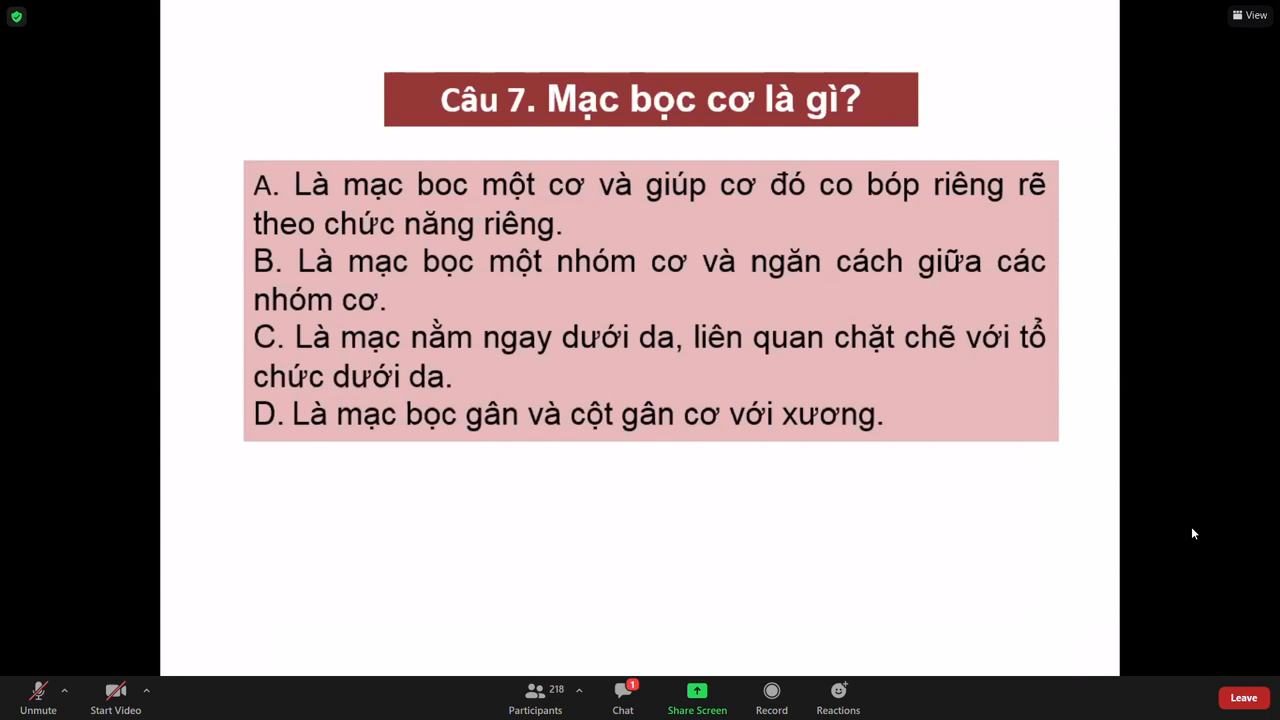 View
Câu 7. Mạc bọc cơ là gì?
A. Là mạc boc một cơ và giúp cơ đó co bóp riêng rẽ
theo chức năng riêng.
B. Là mạc bọc một nhóm cơ và ngăn cách giữa các
nhóm cơ.
C. Là mạc nằm ngay dưới da, liên quan chặt chẽ với tổ
chức dưới da.
D. Là mạc bọc gân và cột gân cơ với xương.
218
1
Unmute
Start Video
Participants
Chat
Share Screen
Record
Reactions
Leave